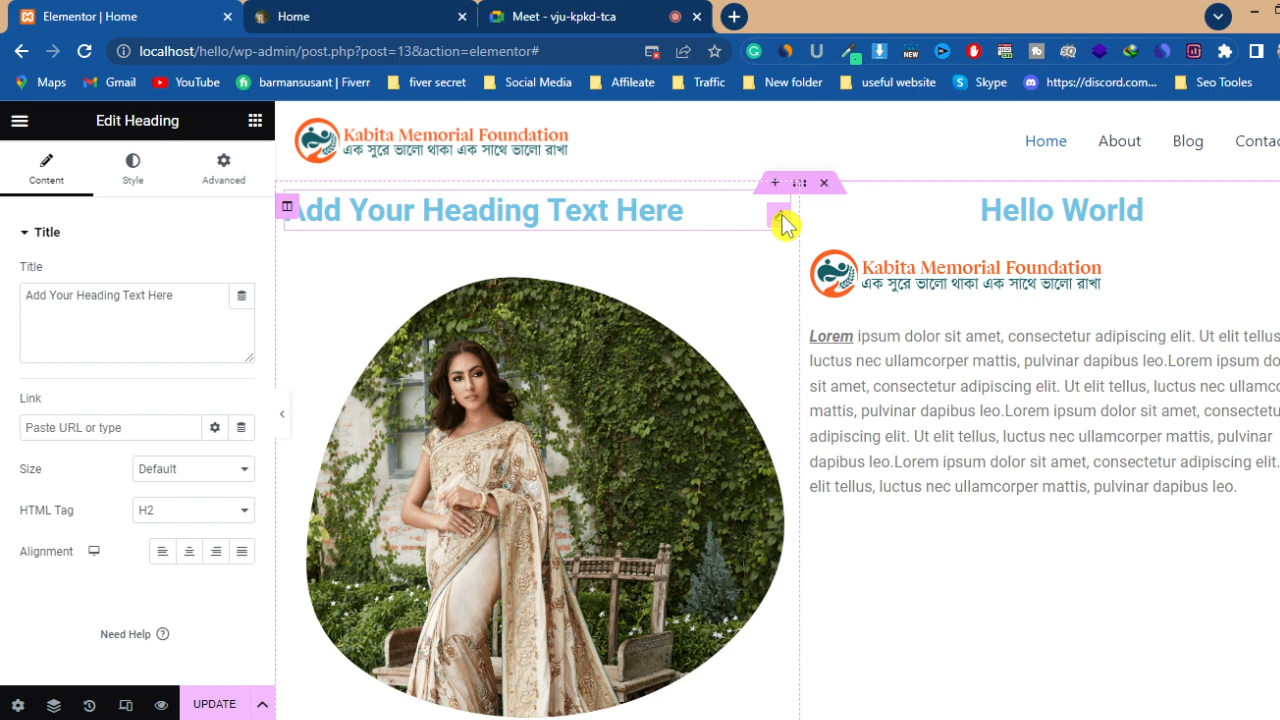 Elementor | Home
Home
Meet - vju-kpkd-tca
localhost/hello/wp-admin/post.php?post=13&action=elementor#
NEW
Maps
Gmail
YouTube
barmansusant | Fiverr
fiver secret
Social Media
Affileate
Traffic
New folder
useful website
Skype
https://discord.com...
Seo Tooles
Edit Heading
Content
Style
Advanced
Title
Title
Add Your Heading Text Here
Link
Paste URL or type
Size
Default
HTML Tag
H2
Alignment
Need Help
UPDATE
Kabita Memorial Foundation
এক সুরে ভালো থাকা এক সাথে ভালো রাখা
Home
About
Blog
Contac
Add Your Heading Text Here
Hello World
Kabita Memorial Foundation
এক সুরে ভালো থাকা এক সাথে ভালো রাখা
Lorem ipsum dolor sit amet, consectetur adipiscing elit. Ut elit tellus
luctus nec ullamcorper mattis, pulvinar dapibus leo.Lorem ipsum do
sit amet, consectetur adipiscing elit. Ut elit tellus, luctus nec ullamco
mattis, pulvinar dapibus leo.Lorem ipsum dolor sit amet, consectetu
adipiscing elit. Ut elit tellus, luctus nec ullamcorper mattis, pulvinar
dapibus leo.Lorem ipsum dolor sit amet, consectetur adipiscing elit.
elit tellus, luctus nec ullamcorper mattis, pulvinar dapibus leo.